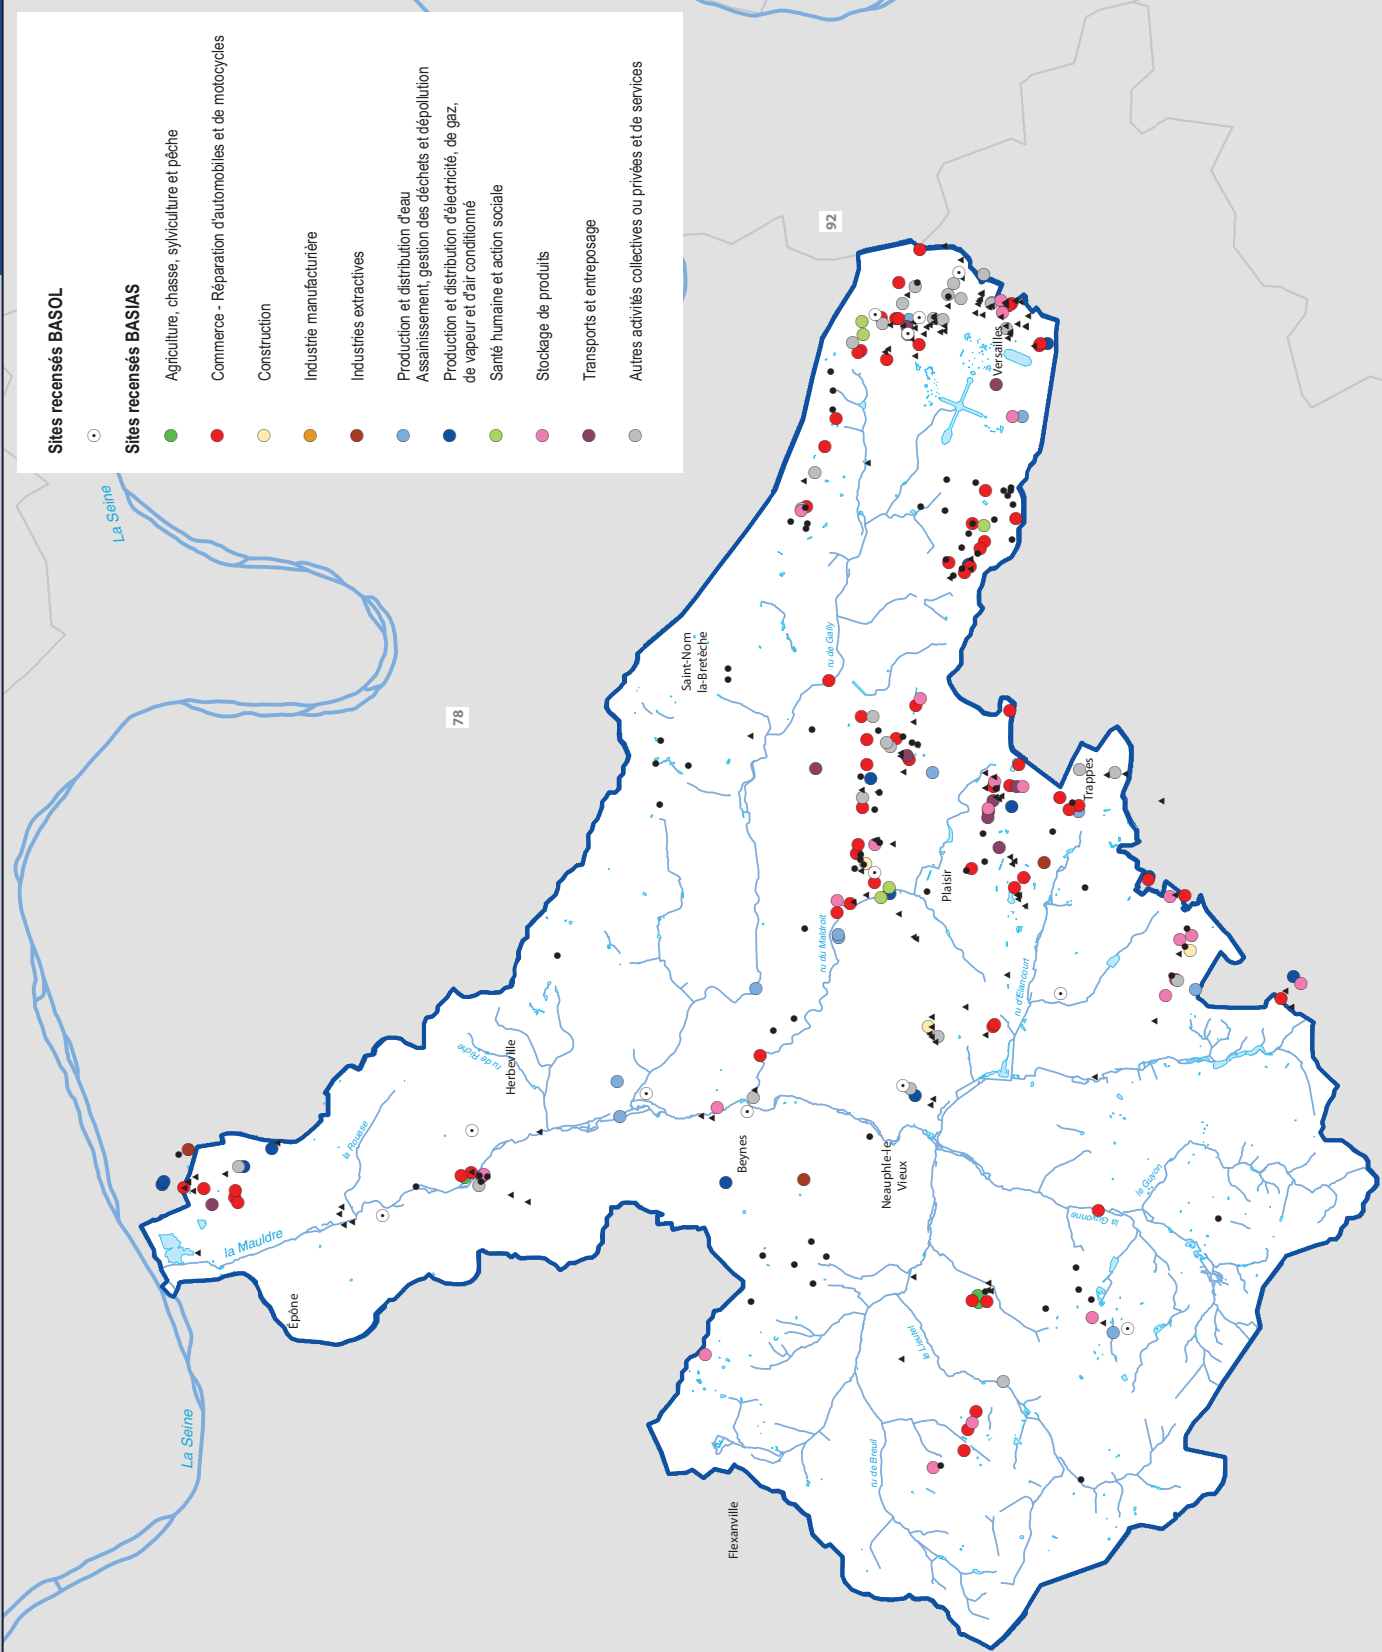 Sites recensés BASOL
Sites recensés BASIAS
Agriculture, chasse, sylviculture et pêche
Commerce - Réparation d'automobiles et de motocycles
Construction
Industrie manufacturière
Industries extractives
Production et distribution d'eau
Assainissement, gestion des déchets et dépollution
Production et distribution d'électricité, de gaz,
de vapeur et d'air conditionné
Santé humaine et action sociale
Stockage de produits
Transports et entreposage
Autres activités collectives ou privées et de services
La Seine
La Seine
78
92
Épône
la Mauldre
la Rouase
ru de Riche
Herbeville
Saint-Nom
la-Bretèche
ru de Gally
Versailles
Beynes
ru du Maldroit
Plaisir
Trappes
ru d'Elancourt
Neauphle-le
Vieux
le Guyon
la Guyonne
le Lieutel
ru de Breuil
Flexanville